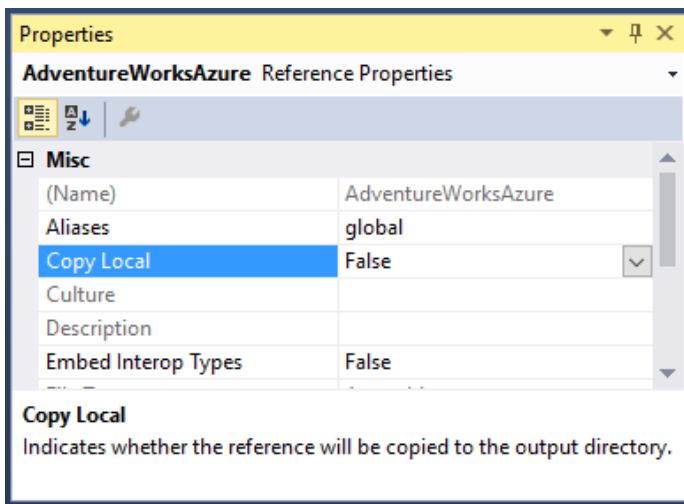 Properties
AdventureWorksAzure Reference Properties
Misc
(Name) AdventureWorksAzure
Aliases global
Copy Local False
Culture
Description
Embed Interop Types False
Copy Local
Indicates whether the reference will be copied to the output directory.